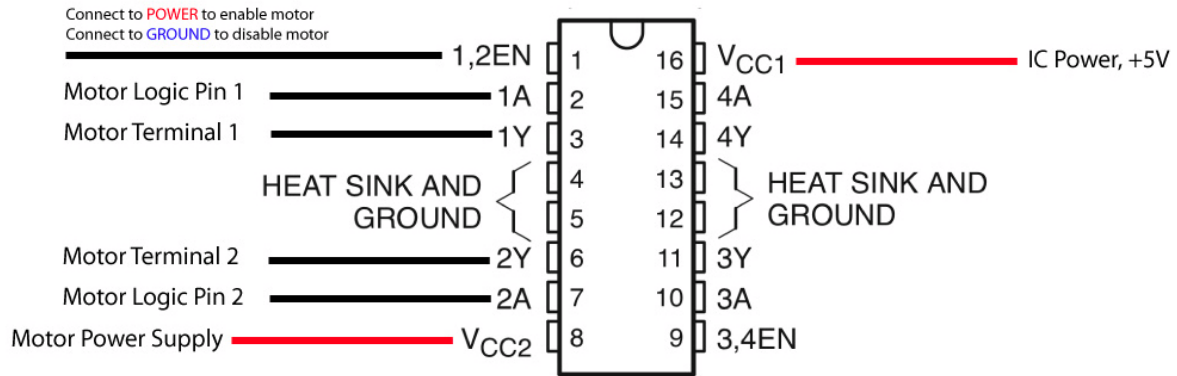 Connect to POWER to enable motor
Connect to GROUND to disable motor
1,2EN 1 16 VCC1 IC Power, +5V
Motor Logic Pin 1 1A 2 15 4A
Motor Terminal 1 1Y 3 14 4Y
HEAT SINK AND 4 13 HEAT SINK AND
GROUND 5 12 GROUND
Motor Terminal 2 2Y 6 11 3Y
Motor Logic Pin 2 2A 7 10 3A
Motor Power Supply VCC2 8 9 3,4EN